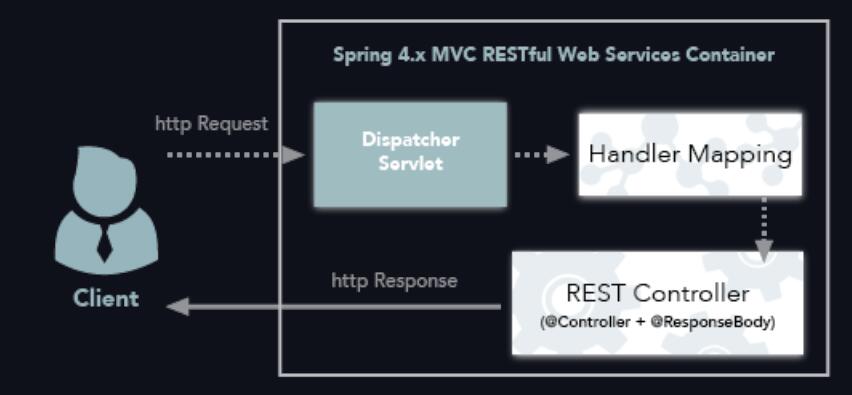 Spring 4.x MVC RESTful Web Services Container
http Request
Dispatcher
Servlet
Handler Mapping
Client
http Response
REST Controller
(@Controller + @ResponseBody)